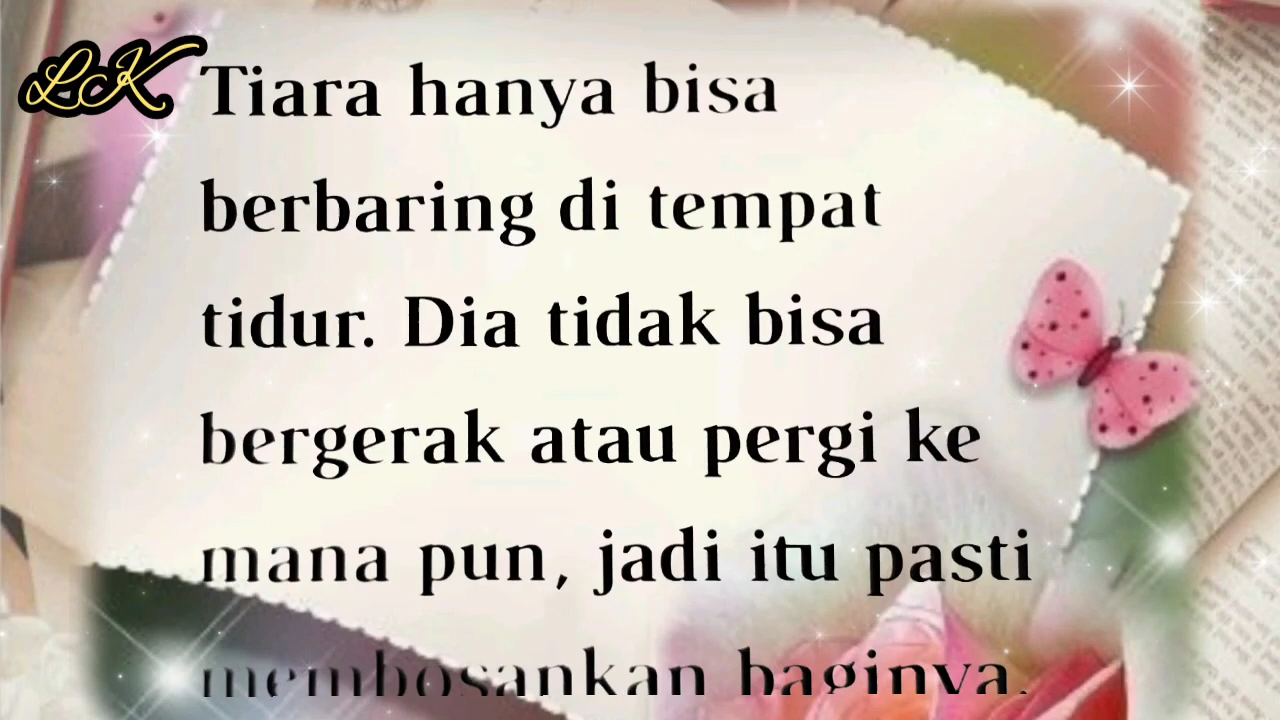 LK
Tiara hanya bisa
berbaring di tempat
tidur. Dia tidak bisa
bergerak atau pergi ke
mana pun, jadi itu pasti
membosankan baginya.